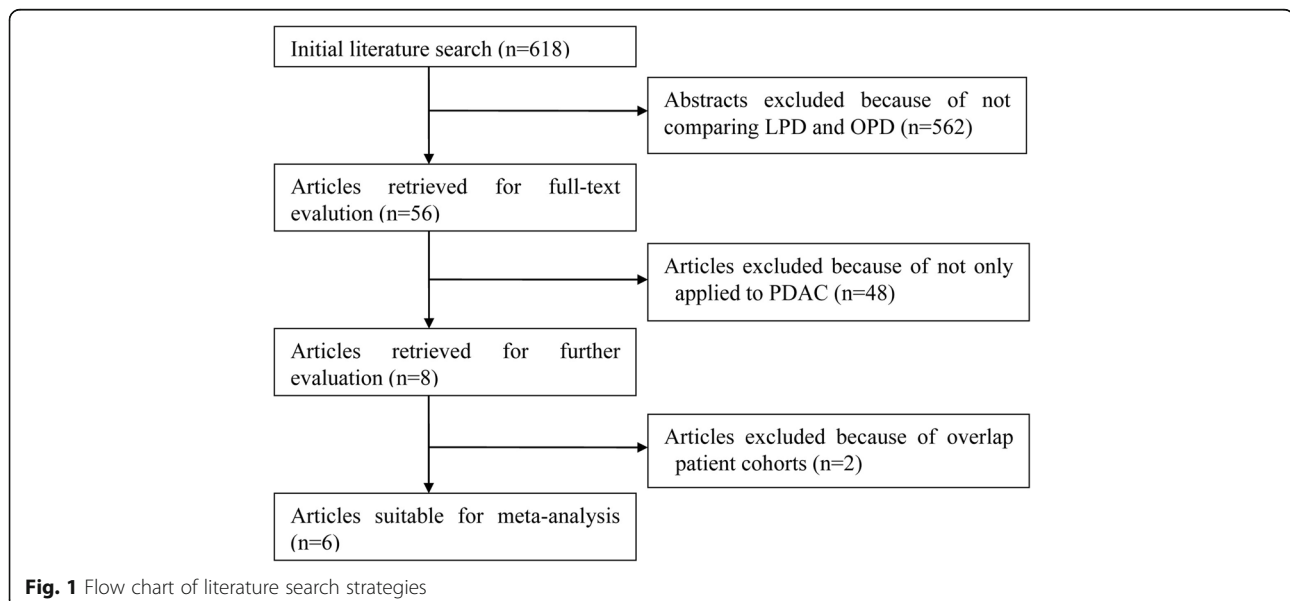 Initial literature search (n=618)
Abstracts excluded because of not
comparing LPD and OPD (n=562)
Articles retrieved for full-text
evalution (n=56)
Articles excluded because of not only
applied to PDAC (n=48)
Articles retrieved for further
evaluation (n=8)
Articles excluded because of overlap
patient cohorts (n=2)
Articles suitable for meta-analysis
(n=6)
Fig. 1 Flow chart of literature search strategies